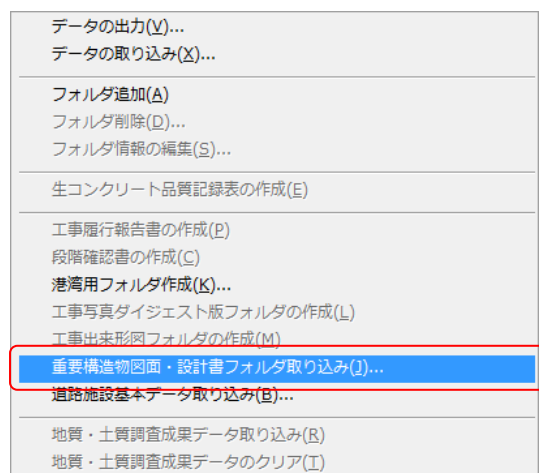 データの出力(V)...
データの取り込み(X)...
フォルダ追加(A)
フォルダ削除(D)...
フォルダ情報の編集(S)...
生コンクリート品質記録表の作成(E)
工事履行報告書の作成(P)
段階確認書の作成(C)
港湾用フォルダ作成(K)...
工事写真ダイジェスト版フォルダの作成(L)
工事出来形図フォルダの作成(M)
重要構造物図面・設計書フォルダ取り込み(J)...
道路施設基本データ取り込み(B)...
地質・土質調査成果データ取り込み(R)
地質・土質調査成果データのクリア(T)